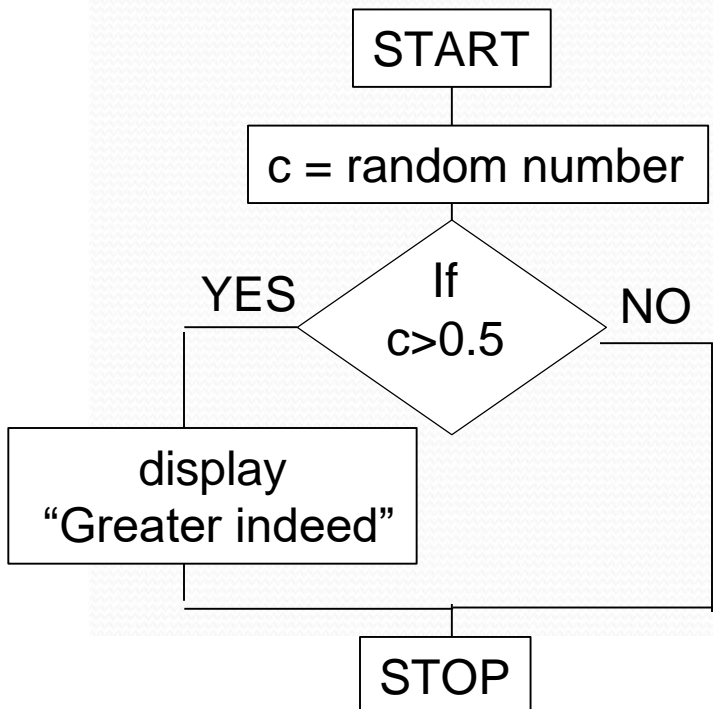 START
c = random number
If
c>0.5
YES
NO
display
“Greater indeed”
STOP